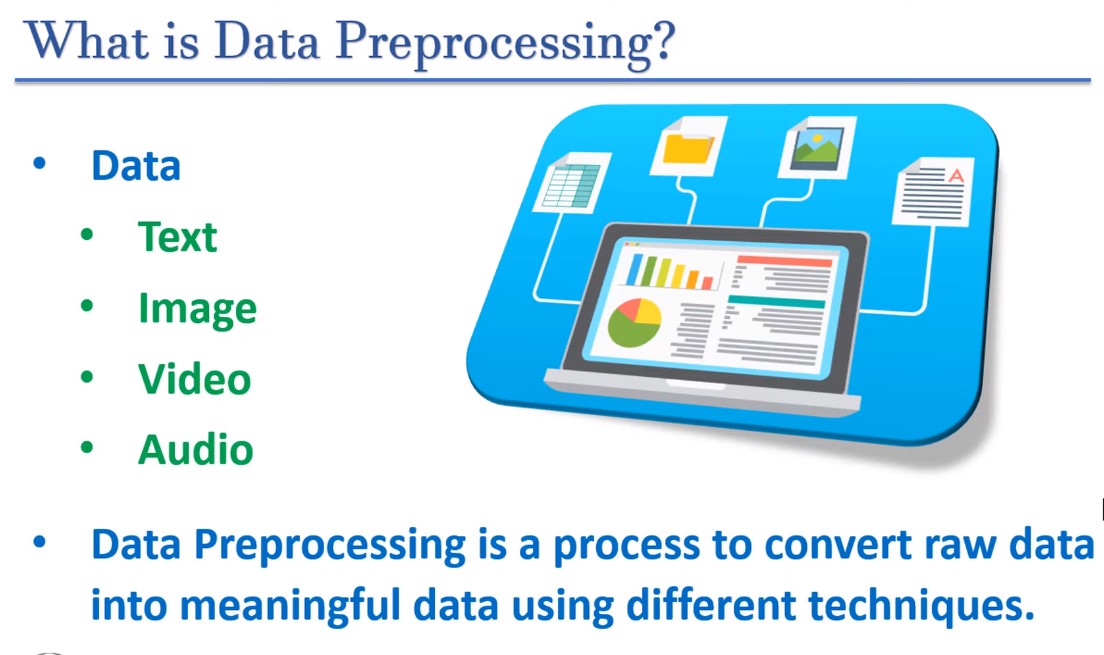 What is Data Preprocessing?
• Data
• Text
• Image
• Video
• Audio
• Data Preprocessing is a process to convert raw data
into meaningful data using different techniques.
A